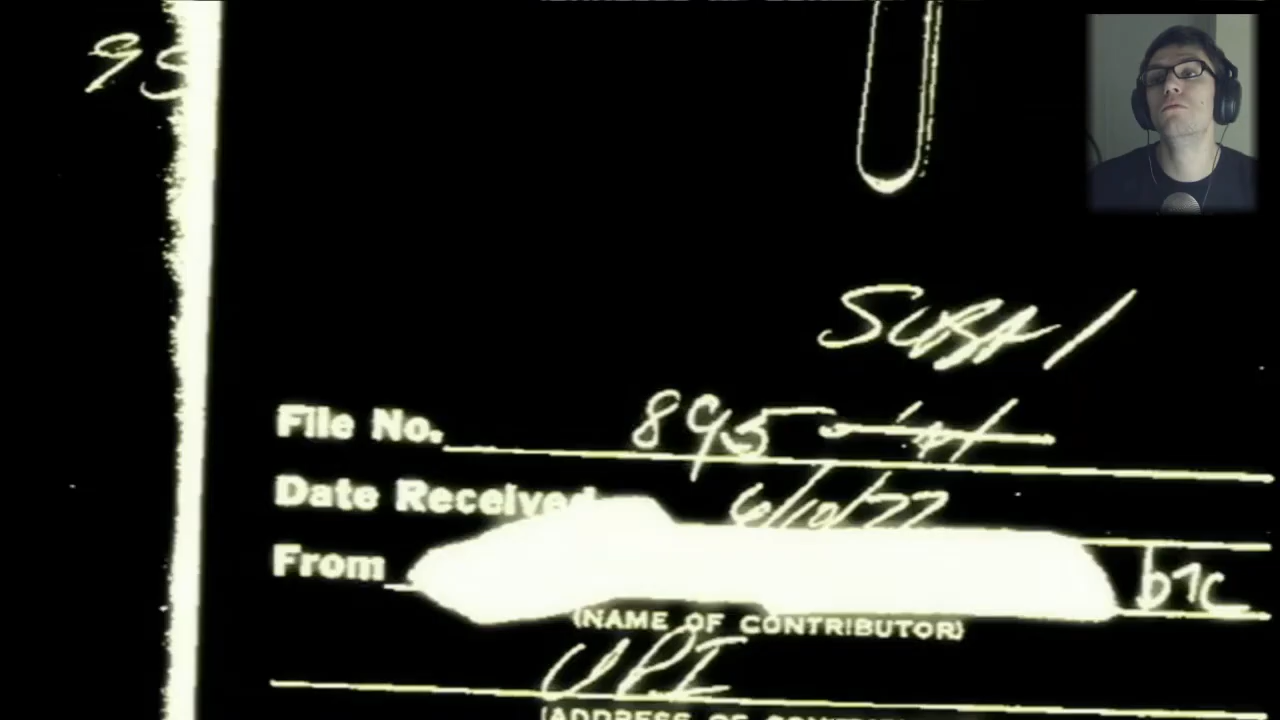 95
SUBA 1
File No. 895
Date Received 6/10/77
From b7c
(NAME OF CONTRIBUTOR)
UPI
(ADDRESS OF CONTRIBUTOR)